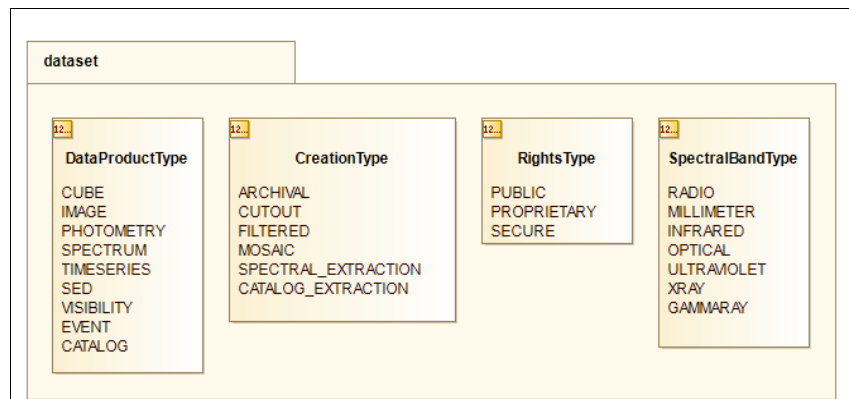 dataset
12...
DataProductType
CUBE
IMAGE
PHOTOMETRY
SPECTRUM
TIMESERIES
SED
VISIBILITY
EVENT
CATALOG
12...
CreationType
ARCHIVAL
CUTOUT
FILTERED
MOSAIC
SPECTRAL_EXTRACTION
CATALOG_EXTRACTION
12...
RightsType
PUBLIC
PROPRIETARY
SECURE
12...
SpectralBandType
RADIO
MILLIMETER
INFRARED
OPTICAL
ULTRAVIOLET
XRAY
GAMMARAY